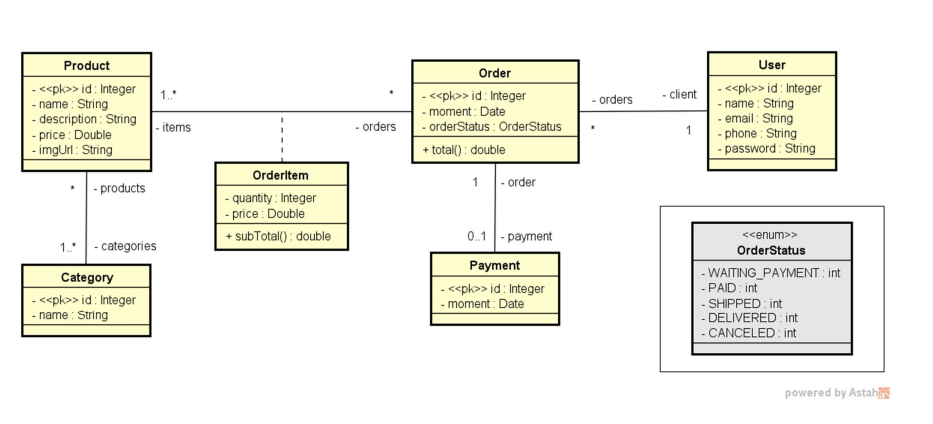 Product
- <<pk>> id : Integer
- name : String
- description : String
- price : Double
- imgUrl : String
1..*
- items
*
- orders
Order
- <<pk>> id : Integer
- moment : Date
- orderStatus : OrderStatus
+ total() : double
- orders
*
- client
1
User
- <<pk>> id : Integer
- name : String
- email : String
- phone : String
- password : String
OrderItem
- quantity : Integer
- price : Double
+ subTotal() : double
* - products
1..* - categories
Category
- <<pk>> id : Integer
- name : String
1 - order
0..1 - payment
Payment
- <<pk>> id : Integer
- moment : Date
<<enum>>
OrderStatus
- WAITING_PAYMENT : int
- PAID : int
- SHIPPED : int
- DELIVERED : int
- CANCELED : int
powered by Astah